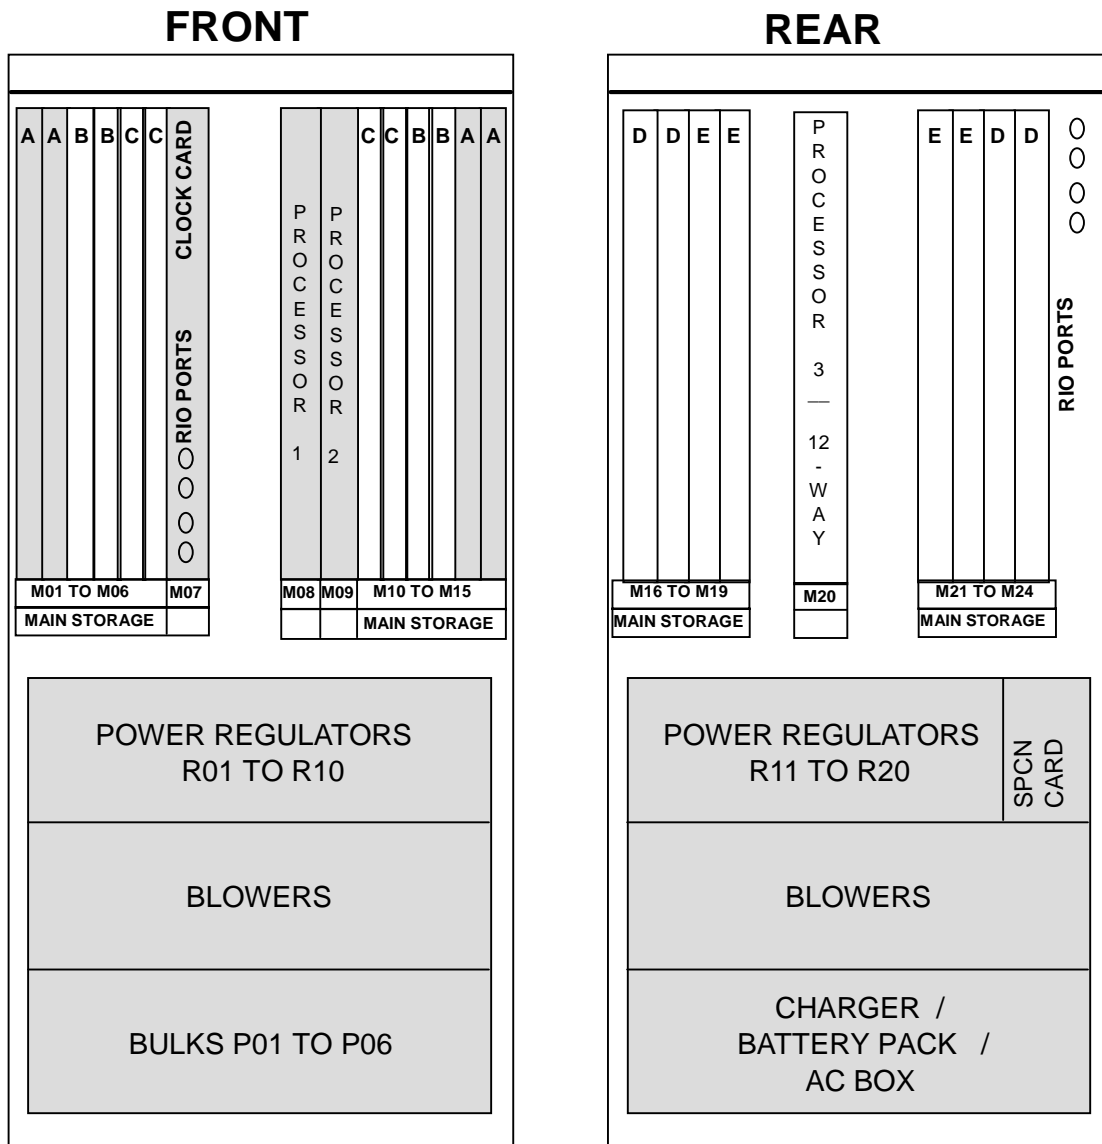 FRONT
A A B B C C
CLOCK CARD
RIO PORTS
PROCESSOR 1
PROCESSOR 2
C C B B A A
M01 TO M06
M07
M08
M09
M10 TO M15
MAIN STORAGE
MAIN STORAGE
POWER REGULATORS
R01 TO R10
BLOWERS
BULKS P01 TO P06
REAR
D D E E
PROCESSOR 3 — 12-WAY
E E D D
RIO PORTS
M16 TO M19
M20
M21 TO M24
MAIN STORAGE
MAIN STORAGE
POWER REGULATORS
R11 TO R20
SPCN
CARD
BLOWERS
CHARGER /
BATTERY PACK /
AC BOX